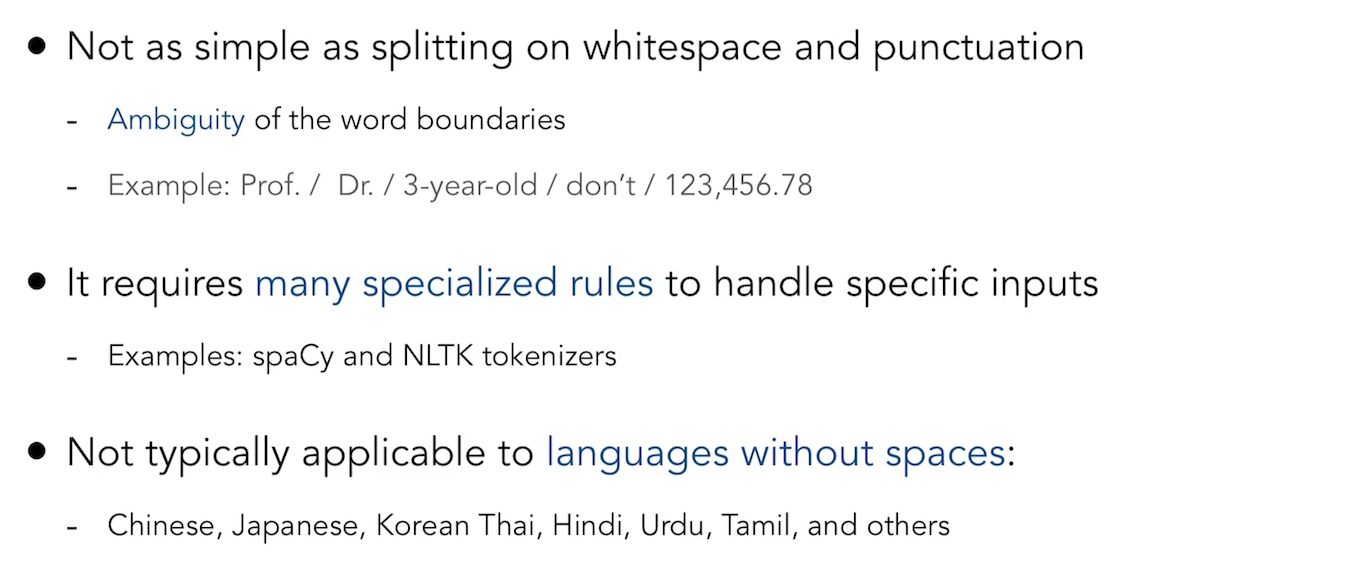 ● Not as simple as splitting on whitespace and punctuation
- Ambiguity of the word boundaries
- Example: Prof. / Dr. / 3-year-old / don’t / 123,456.78
● It requires many specialized rules to handle specific inputs
- Examples: spaCy and NLTK tokenizers
● Not typically applicable to languages without spaces:
- Chinese, Japanese, Korean Thai, Hindi, Urdu, Tamil, and others